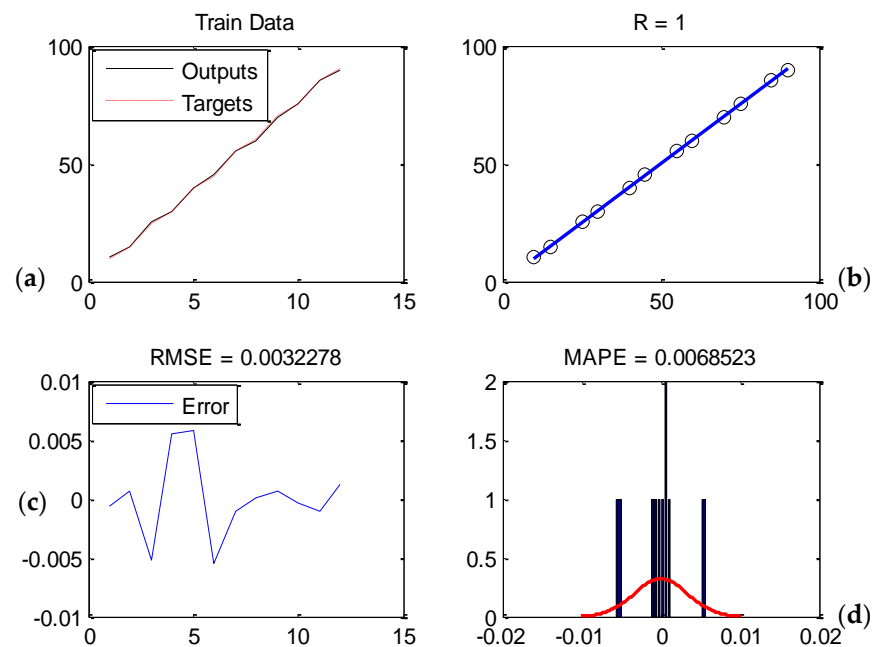 Train Data
100
50
0
0
5
10
15
Outputs
Targets
(a)
R = 1
100
50
0
0
50
100
(b)
RMSE = 0.0032278
0.01
0.005
0
-0.005
-0.01
0
5
10
15
Error
(c)
MAPE = 0.0068523
2
1.5
1
0.5
0
-0.02
-0.01
0
0.01
0.02
(d)